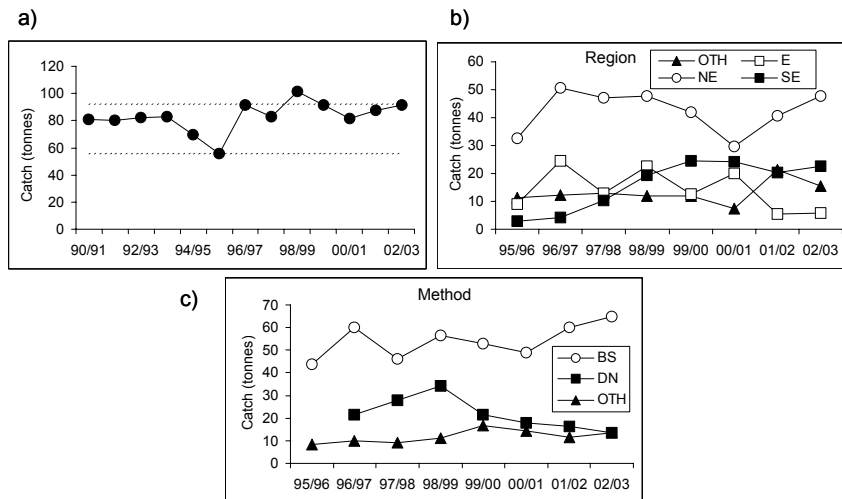 a)
Catch (tonnes)
120
100
80
60
40
20
0
90/91 92/93 94/95 96/97 98/99 00/01 02/03
b)
Region
OTH E
NE SE
Catch (tonnes)
60
50
40
30
20
10
0
95/96 96/97 97/98 98/99 99/00 00/01 01/02 02/03
c)
Method
BS
DN
OTH
Catch (tonnes)
70
60
50
40
30
20
10
0
95/96 96/97 97/98 98/99 99/00 00/01 01/02 02/03